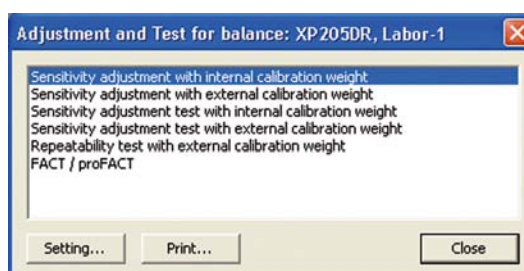 Adjustment and Test for balance: XP205DR, Labor-1
Sensitivity adjustment with internal calibration weight
Sensitivity adjustment with external calibration weight
Sensitivity adjustment test with internal calibration weight
Sensitivity adjustment test with external calibration weight
Repeatability test with external calibration weight
FACT / proFACT
Setting... Print... Close